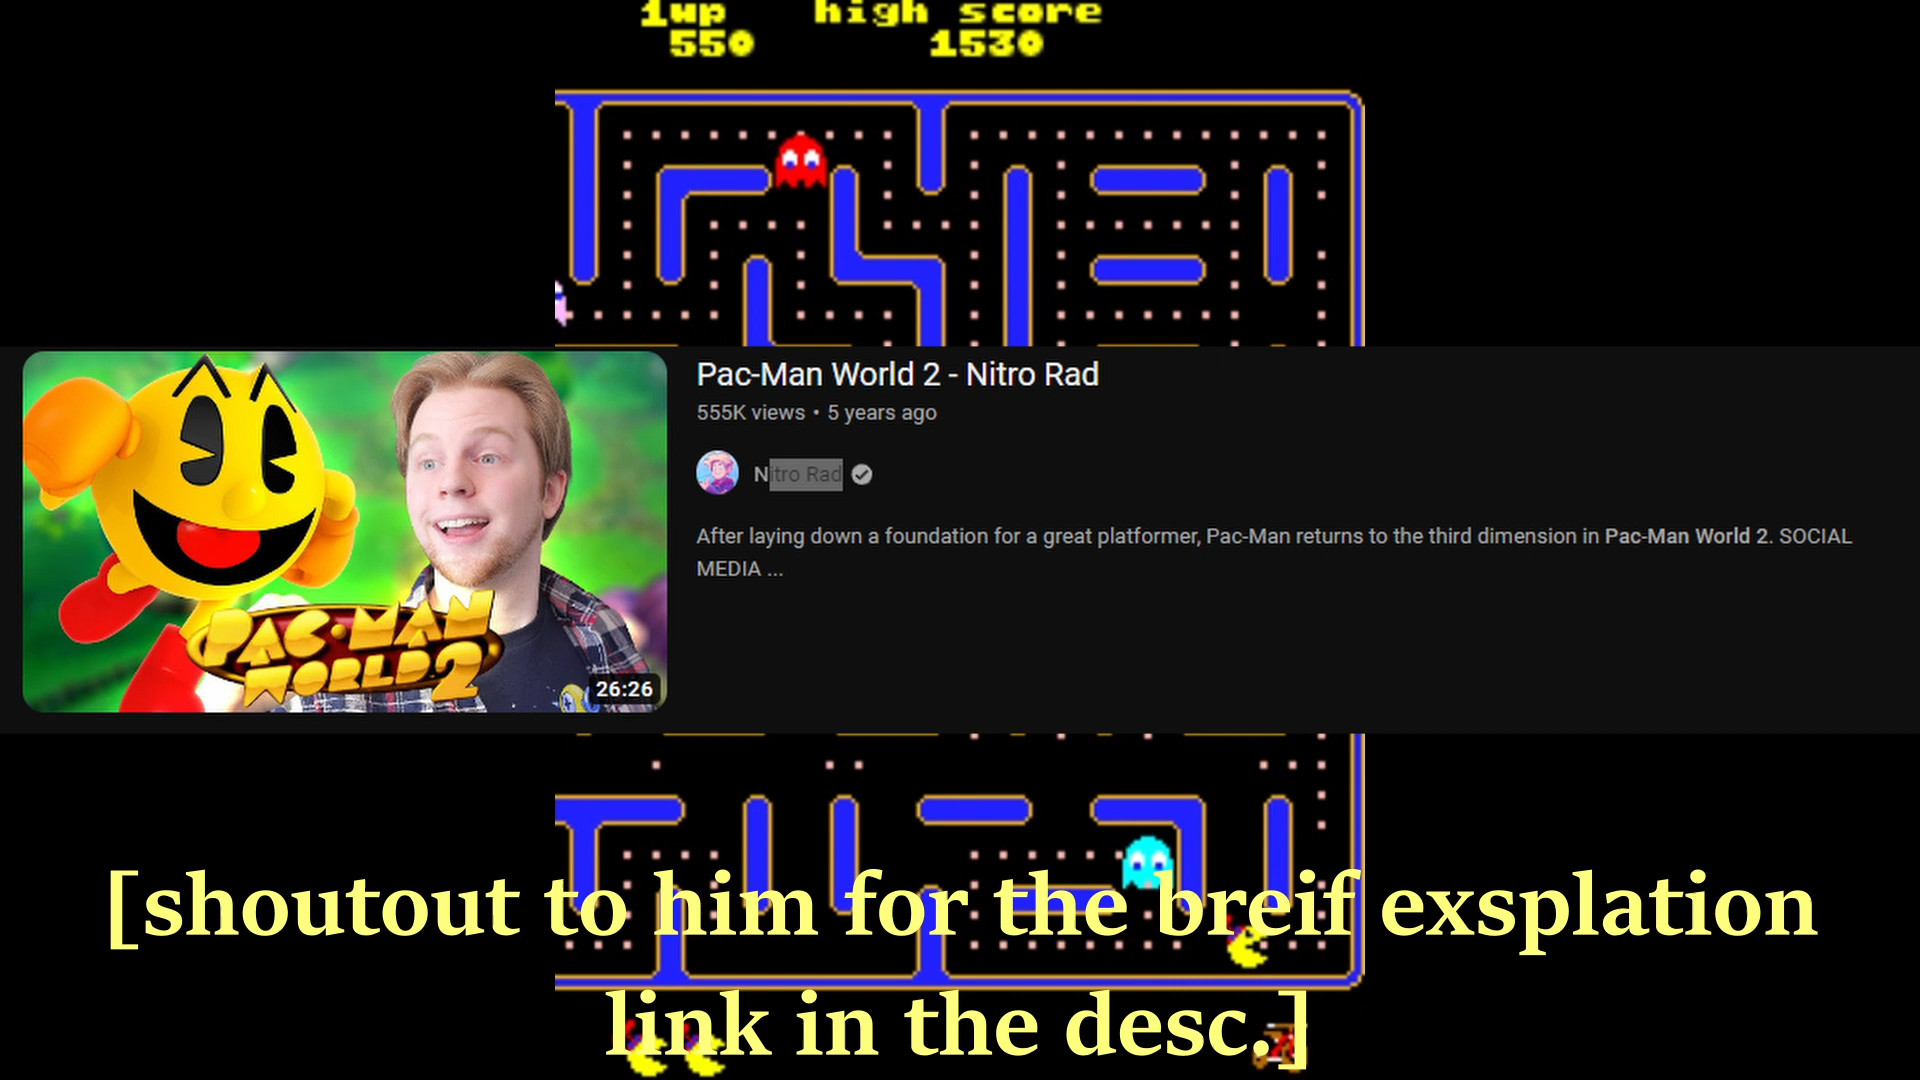 1up high score
550 1530
Pac-Man World 2 - Nitro Rad
555K views • 5 years ago
Nitro Rad
After laying down a foundation for a great platformer, Pac-Man returns to the third dimension in Pac-Man World 2. SOCIAL
MEDIA ...
PAC-MAN
WORLD 2
26:26
[shoutout to him for the breif exsplation
link in the desc.]